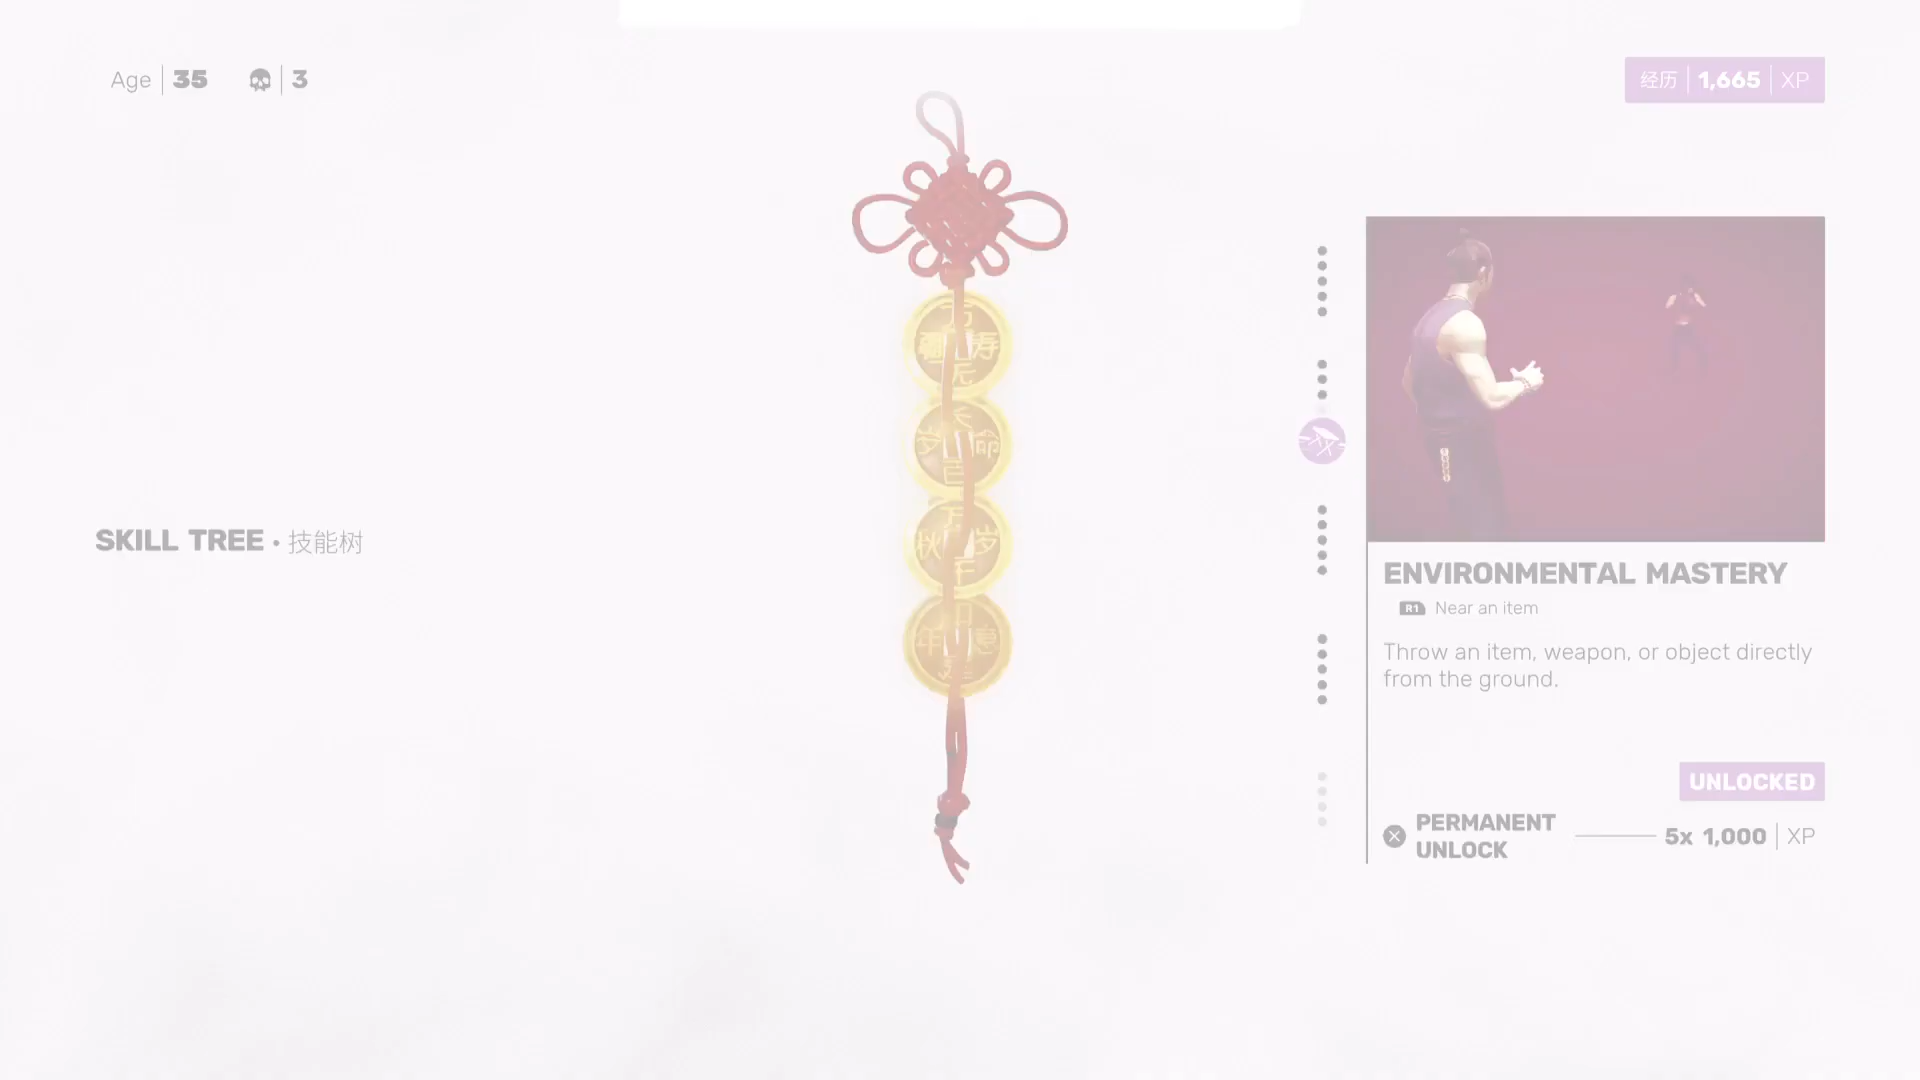 Age 35 3
经历 1,665 XP
SKILL TREE • 技能树
ENVIRONMENTAL MASTERY
R1 Near an item
Throw an item, weapon, or object directly
from the ground.
UNLOCKED
PERMANENT
UNLOCK
5x 1,000 XP